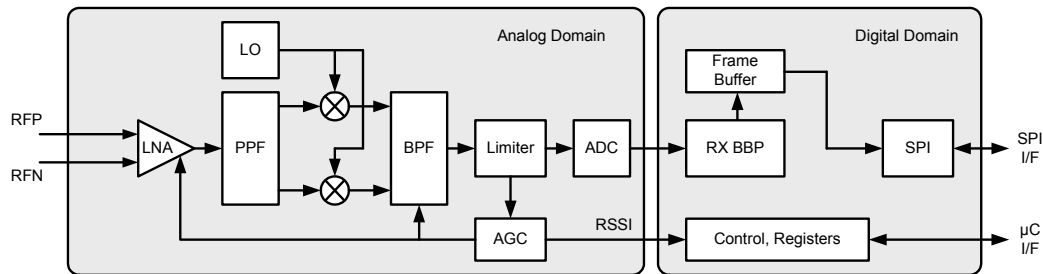 Analog Domain
Digital Domain
LO
Frame
Buffer
RFP
RFN
LNA
PPF
BPF
Limiter
ADC
RX BBP
SPI
SPI
I/F
AGC
RSSI
Control, Registers
µC
I/F